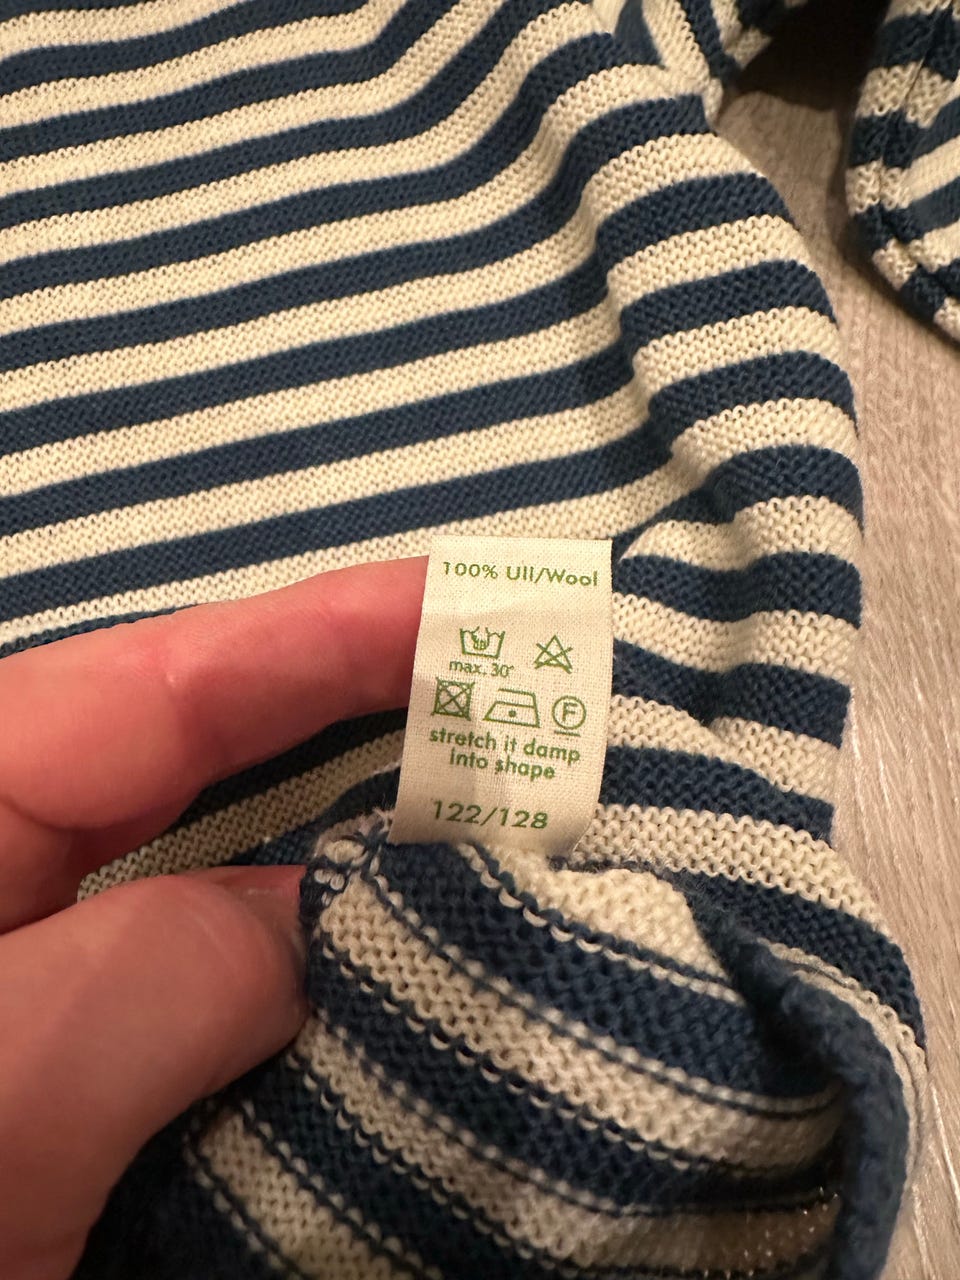 100% Ull/Wool
max. 30°
F
stretch it damp
into shape
122/128